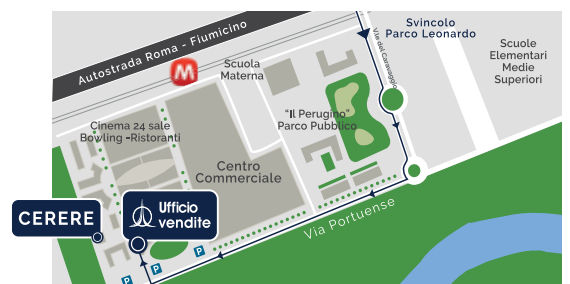 Svincolo
Parco Leonardo
Autostrada Roma - Fiumicino
M
V.le del Caravaggio
Scuola
Materna
Scuole
Elementari
Medie
Superiori
"Il Perugino"
Parco Pubblico
Cinema 24 sale
Bowling -Ristoranti
Centro
Commerciale
CERERE
Ufficio
vendite
Via Portuense
P
P
P